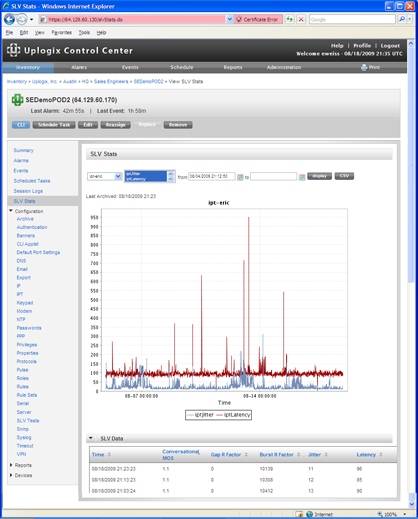 SLV Stats - Windows Internet Explorer
https://64.129.60.130/slvStats.do
Certificate Error
Google
File Edit View Favorites Tools Help
SLV Stats
Page
Tools
Uplogix Control Center
Help | Profile | Logout
Welcome eweiss - 08/18/2009 21:35 UTC
Inventory Alarms Events Schedule Reports Administration Print
Inventory > Uplogix, Inc. > Austin > HQ > Sales Engineers > SEDemoPOD2 > View SLV Stats
SEDemoPOD2 (64.129.60.170)
Last Alarm: 42m 55s | Last Event: 1h 58m
CLI Schedule Task Edit Reassign Replace Remove
Summary
Alarms
Events
Scheduled Tasks
Session Logs
SLV Stats
Configuration
Archive
Authentication
Banners
CLI Applet
Default Port Settings
DNS
Email
Export
IP
IPT
Keypad
Modem
NTP
Passwords
PPP
Privileges
Properties
Protocols
Pulse
Roles
Rules
Rule Sets
Serial
Server
SLV Tests
Snmp
Syslog
Timeout
VPN
Reports
Devices
SLV Stats
ipt-eric
iptJitter
iptLatency
from 08/04/2009 21:12:50 to display CSV
Last Archived: 08/18/2009 21:23
ipt-eric
950
900
850
800
750
700
650
600
550
500
450
400
350
300
250
200
150
100
50
0
08-07 00:00:00 08-14 00:00:00
Time
iptJitter iptLatency
SLV Data
Time Conversational MOS Gap R Factor Burst R Factor Jitter Latency
08/18/2009 21:23:23 1.1 0 10139 11 96
08/18/2009 21:13:23 1.1 0 10308 12 85
08/18/2009 21:03:24 1.1 0 10412 13 90
Internet
100%